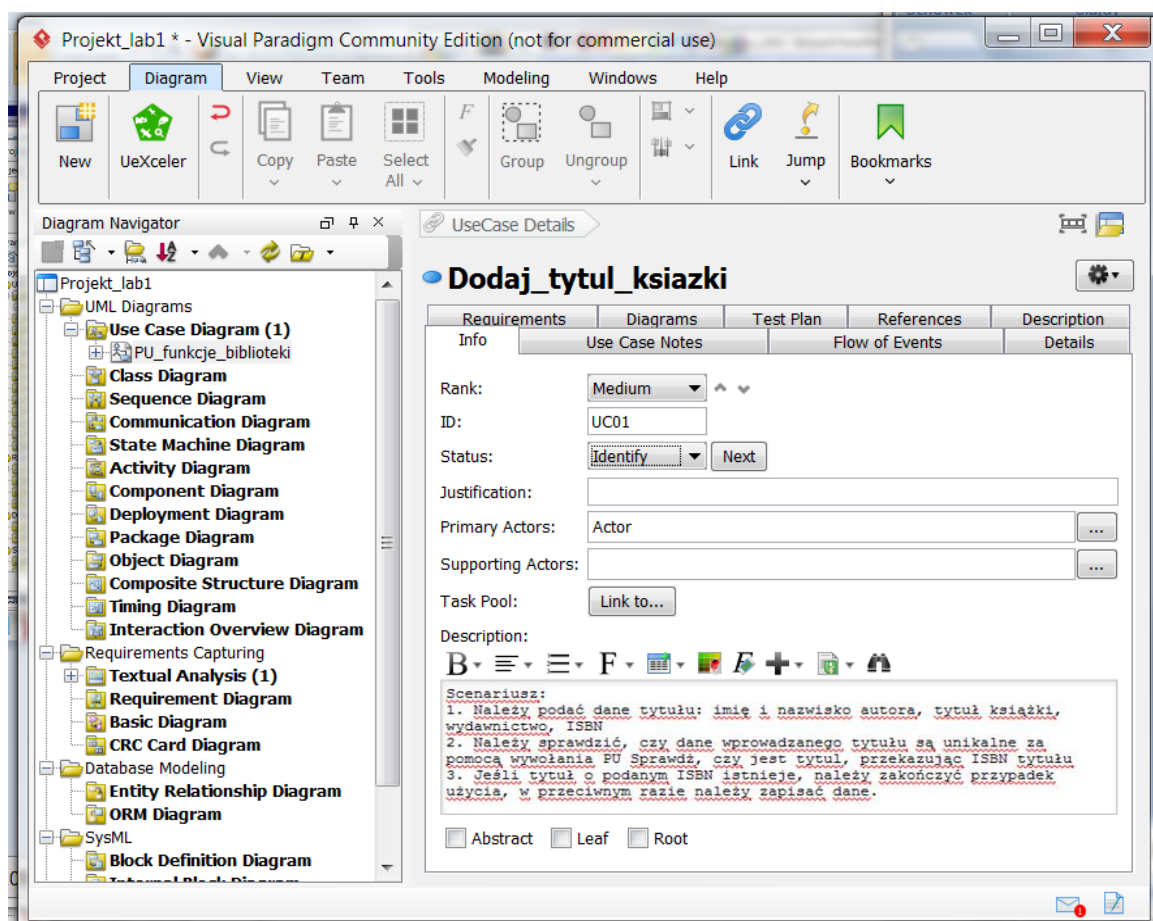 Projekt_lab1 * - Visual Paradigm Community Edition (not for commercial use)
Project Diagram View Team Tools Modeling Windows Help
New UeXceler Copy Paste Select All Group Ungroup Link Jump Bookmarks
Diagram Navigator
Projekt_lab1
UML Diagrams
Use Case Diagram (1)
PU_funkcje_biblioteki
Class Diagram
Sequence Diagram
Communication Diagram
State Machine Diagram
Activity Diagram
Component Diagram
Deployment Diagram
Package Diagram
Object Diagram
Composite Structure Diagram
Timing Diagram
Interaction Overview Diagram
Requirements Capturing
Textual Analysis (1)
Requirement Diagram
Basic Diagram
CRC Card Diagram
Database Modeling
Entity Relationship Diagram
ORM Diagram
SysML
Block Definition Diagram
UseCase Details
Dodaj_tytul_ksiazki
Requirements Diagrams Test Plan References Description
Info Use Case Notes Flow of Events Details
Rank: Medium
ID: UC01
Status: Identify Next
Justification:
Primary Actors: Actor ...
Supporting Actors: ...
Task Pool: Link to...
Description:
B F F
Scenariusz:
1. Należy podać dane tytułu: imię i nazwisko autora, tytuł książki,
wydawnictwo, ISBN
2. Należy sprawdzić, czy dane wprowadzanego tytułu są unikalne za
pomocą wywołania PU Sprawdź, czy jest tytul, przekazując ISBN tytułu
3. Jeśli tytuł o podanym ISBN istnieje, należy zakończyć przypadek
użycia, w przeciwnym razie należy zapisać dane.
Abstract Leaf Root